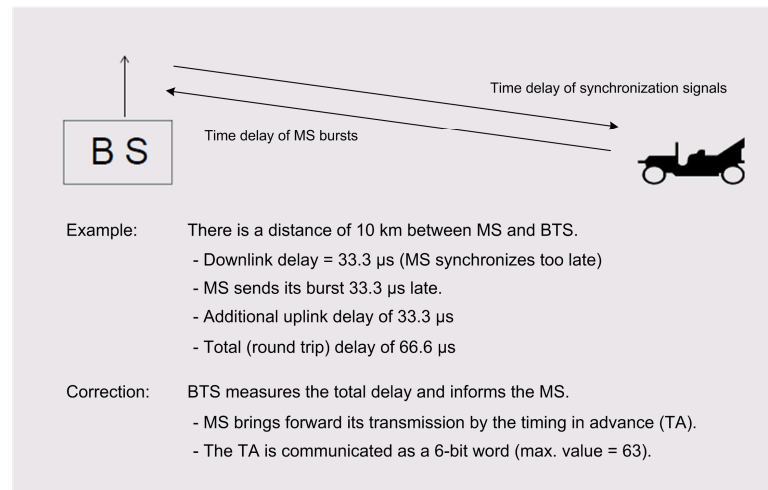 Time delay of synchronization signals
Time delay of MS bursts
B S
Example: There is a distance of 10 km between MS and BTS.
- Downlink delay = 33.3 µs (MS synchronizes too late)
- MS sends its burst 33.3 µs late.
- Additional uplink delay of 33.3 µs
- Total (round trip) delay of 66.6 µs
Correction: BTS measures the total delay and informs the MS.
- MS brings forward its transmission by the timing in advance (TA).
- The TA is communicated as a 6-bit word (max. value = 63).